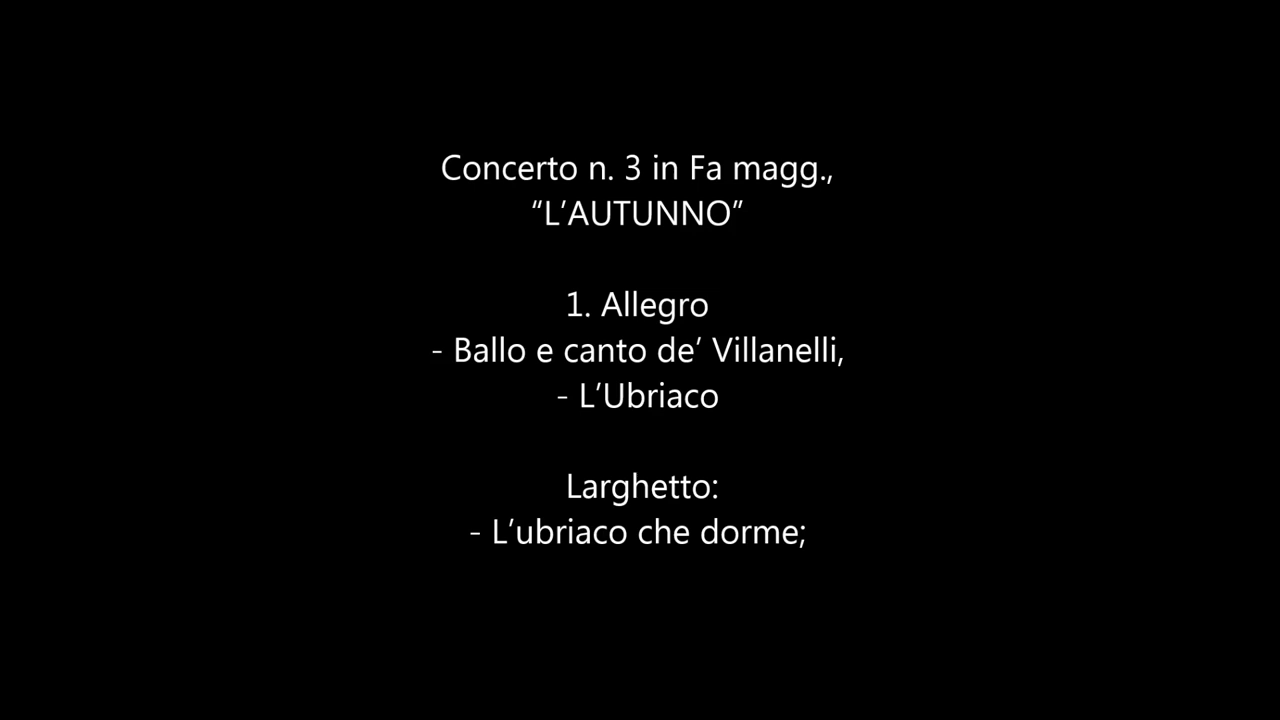 Concerto n. 3 in Fa magg.,
“L’AUTUNNO”
1. Allegro
- Ballo e canto de’ Villanelli,
- L’Ubriaco
Larghetto:
- L’ubriaco che dorme;